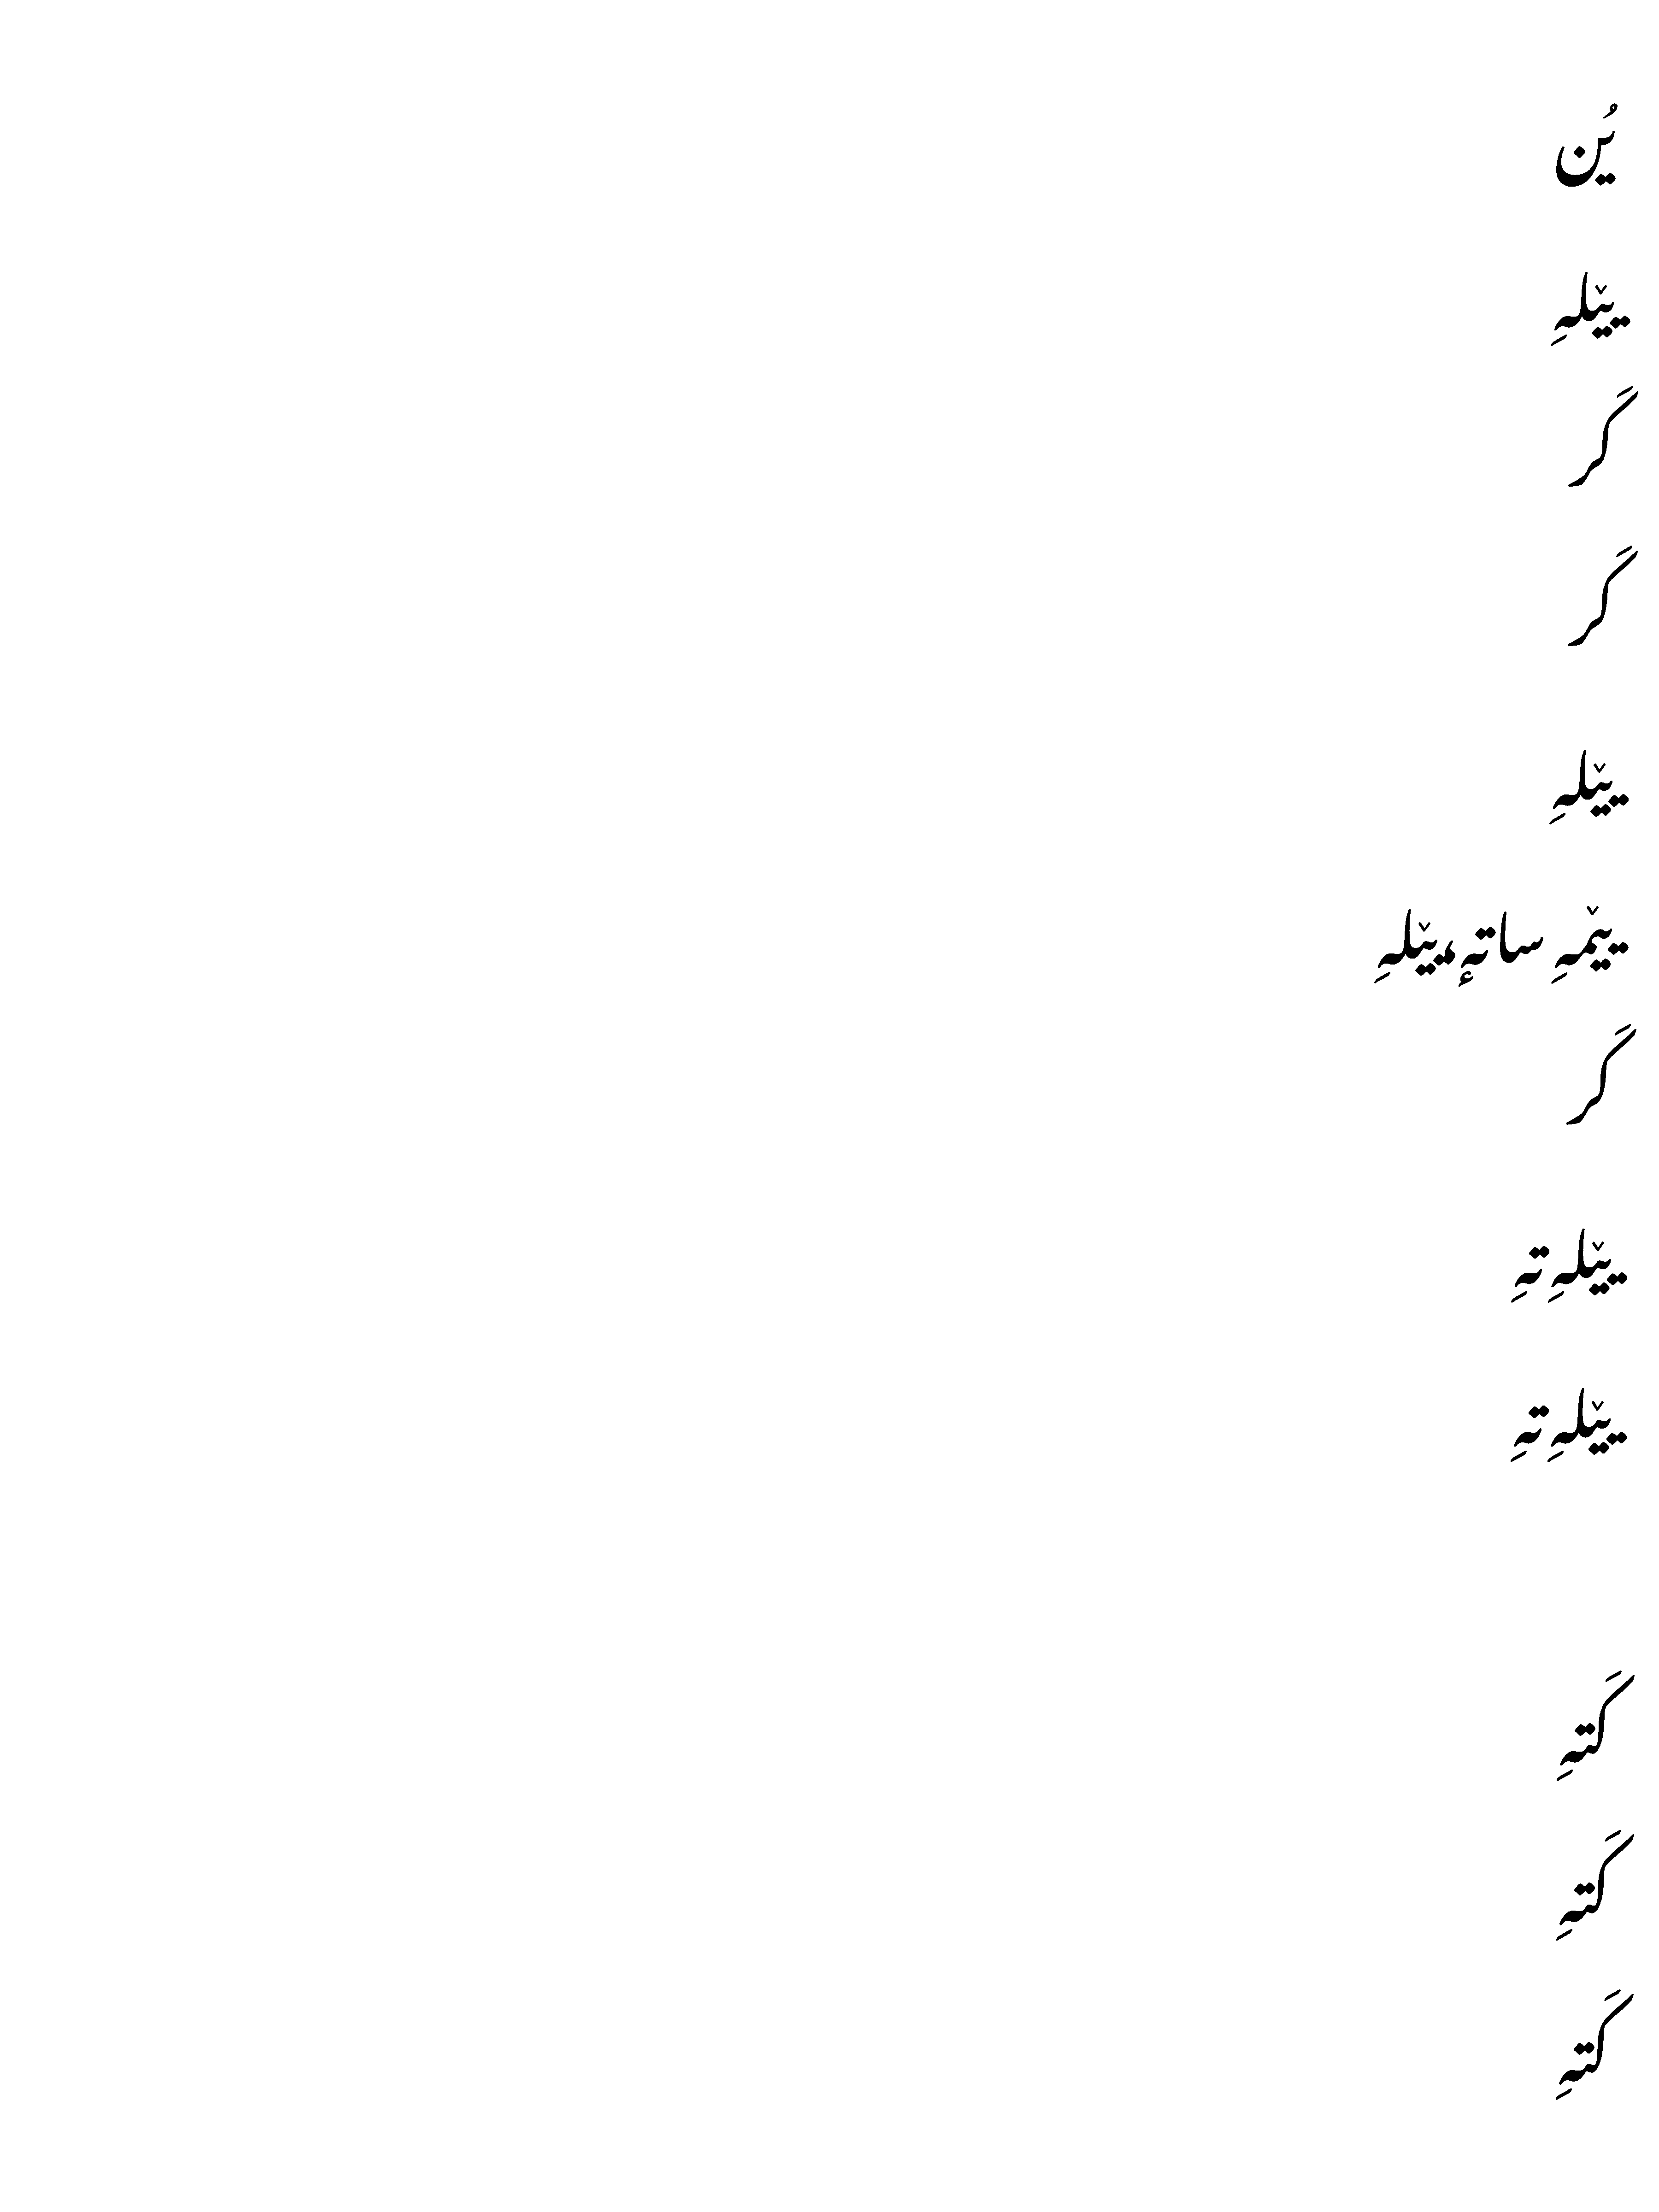 یُن
ییٚلہِ
کَر
کَر
ییٚلہِ
ییٚمہِ ساتہٕ، ییٚلہِ
کَر
ییٚلہِ تہِ
ییٚلہِ تہِ
کَتہِ
کَتہِ
کَتہِ